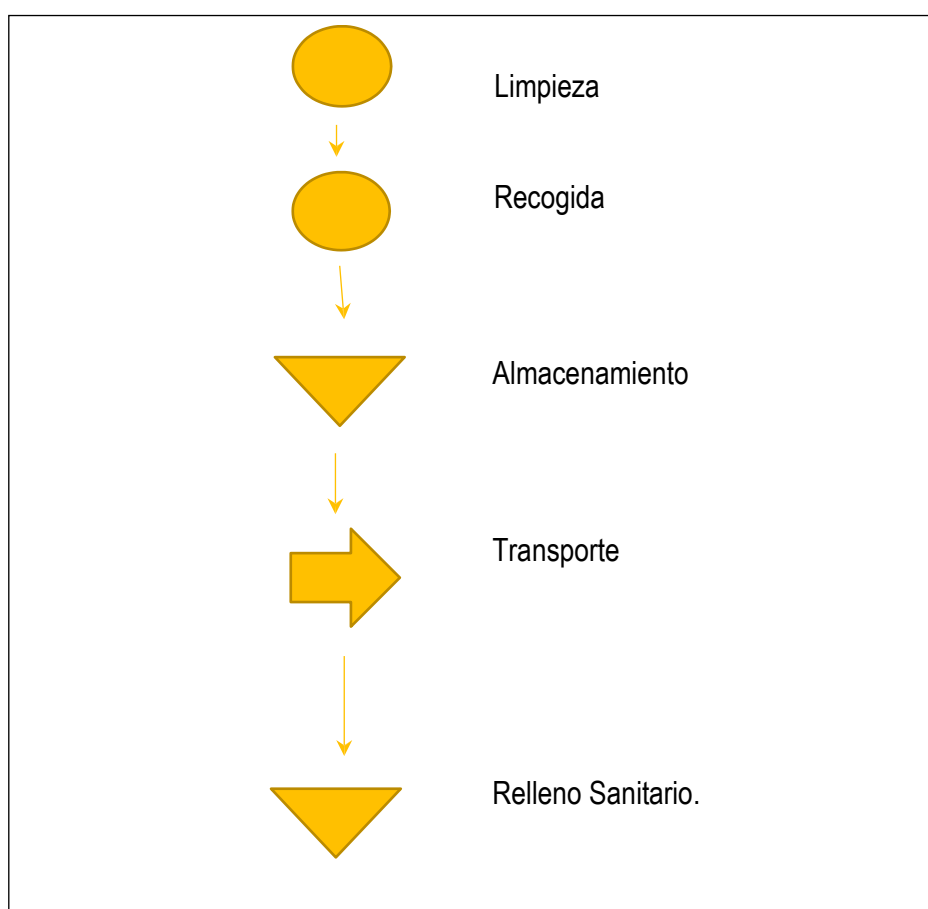 Limpieza
Recogida
Almacenamiento
Transporte
Relleno Sanitario.